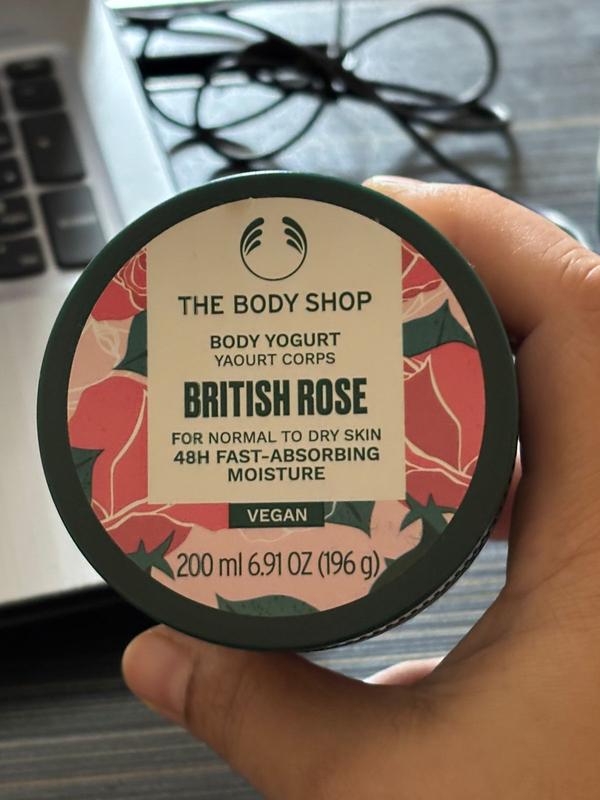 THE BODY SHOP
BODY YOGURT
YAOURT CORPS
BRITISH ROSE
FOR NORMAL TO DRY SKIN
48H FAST-ABSORBING
MOISTURE
VEGAN
200 ml 6.91 OZ (196 g)